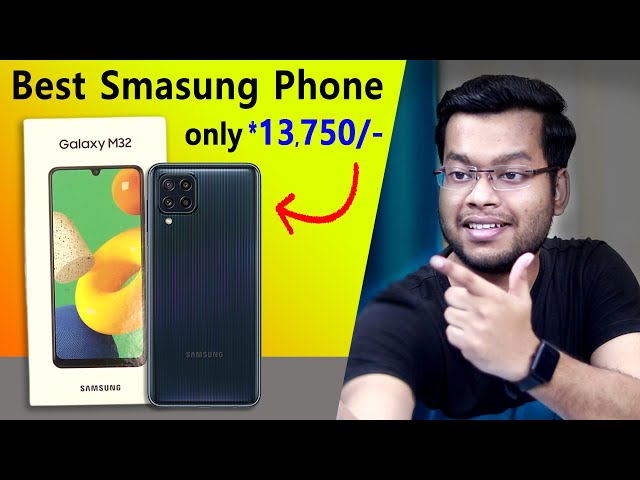 Best Smasung Phone
only *13,750/-
Galaxy M32
SAMSUNG
SAMSUNG